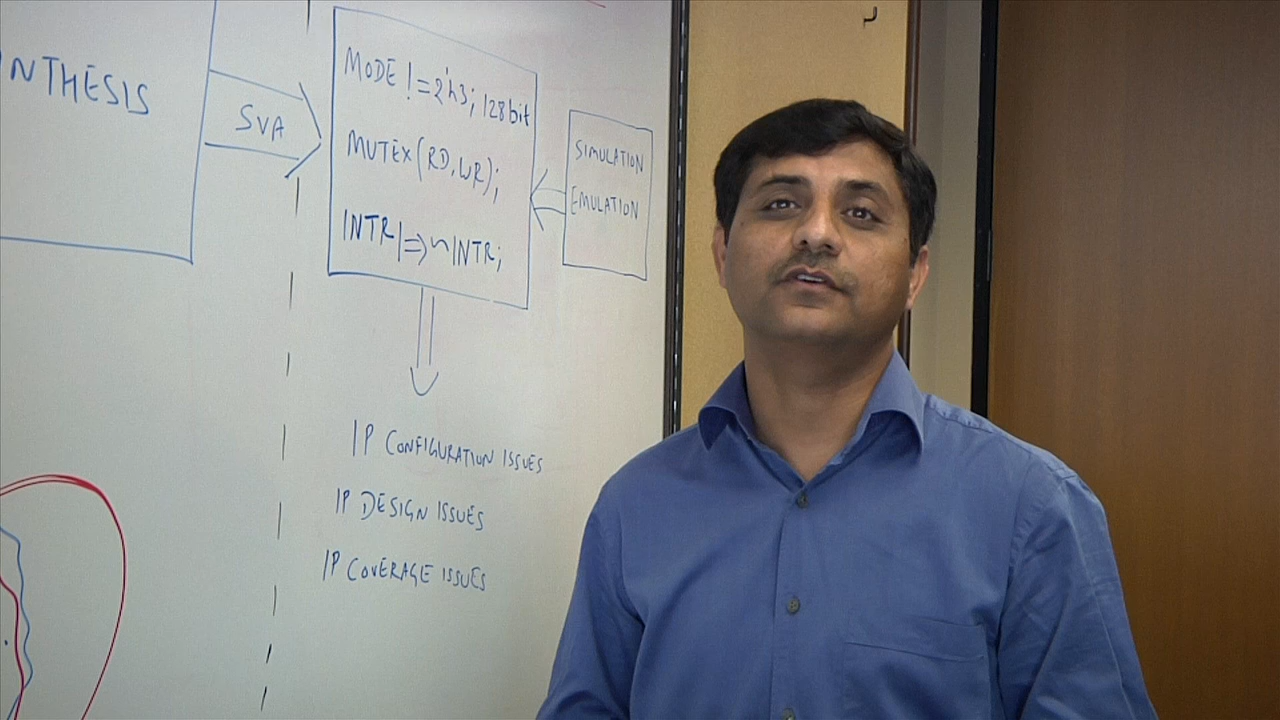 NTHESIS
SVA
MODE != 2'h3; 128bit
MUTEX(RD,WR);
INTR|=>~INTR;
SIMULATION
EMULATION
IP CONFIGURATION ISSUES
IP DESIGN ISSUES
IP COVERAGE ISSUES